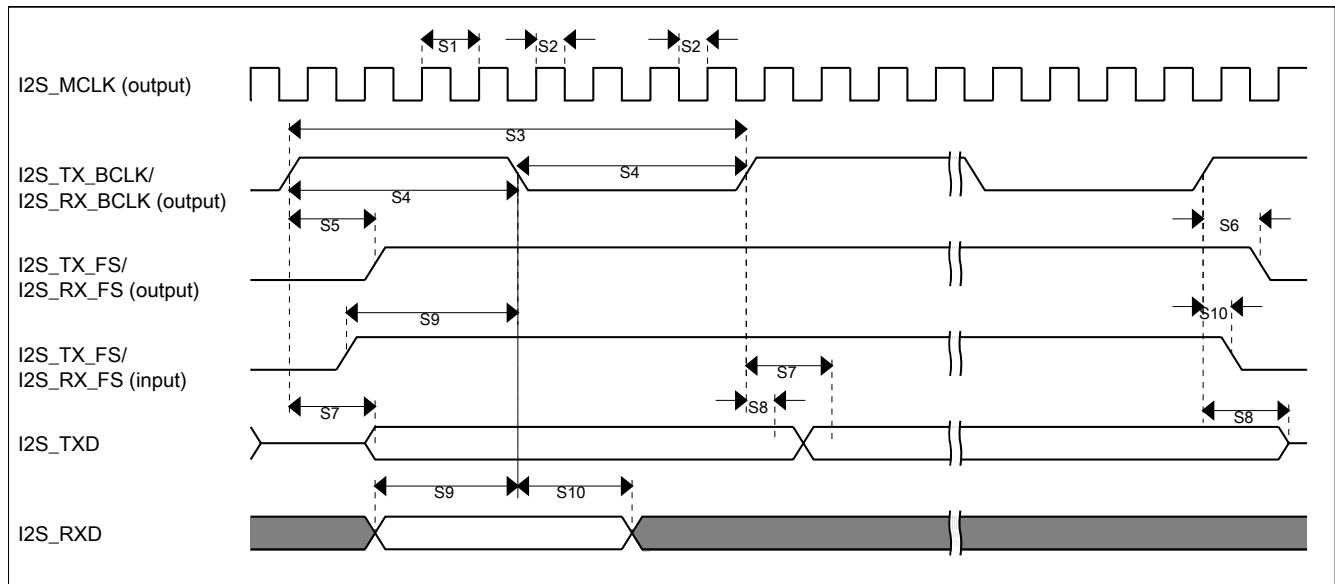 S1
S2
S2
I2S_MCLK (output)
S3
I2S_TX_BCLK/
I2S_RX_BCLK (output)
S4
S4
S5
S6
I2S_TX_FS/
I2S_RX_FS (output)
S9
S10
I2S_TX_FS/
I2S_RX_FS (input)
S7
S7
S8
S8
I2S_TXD
S9
S10
I2S_RXD